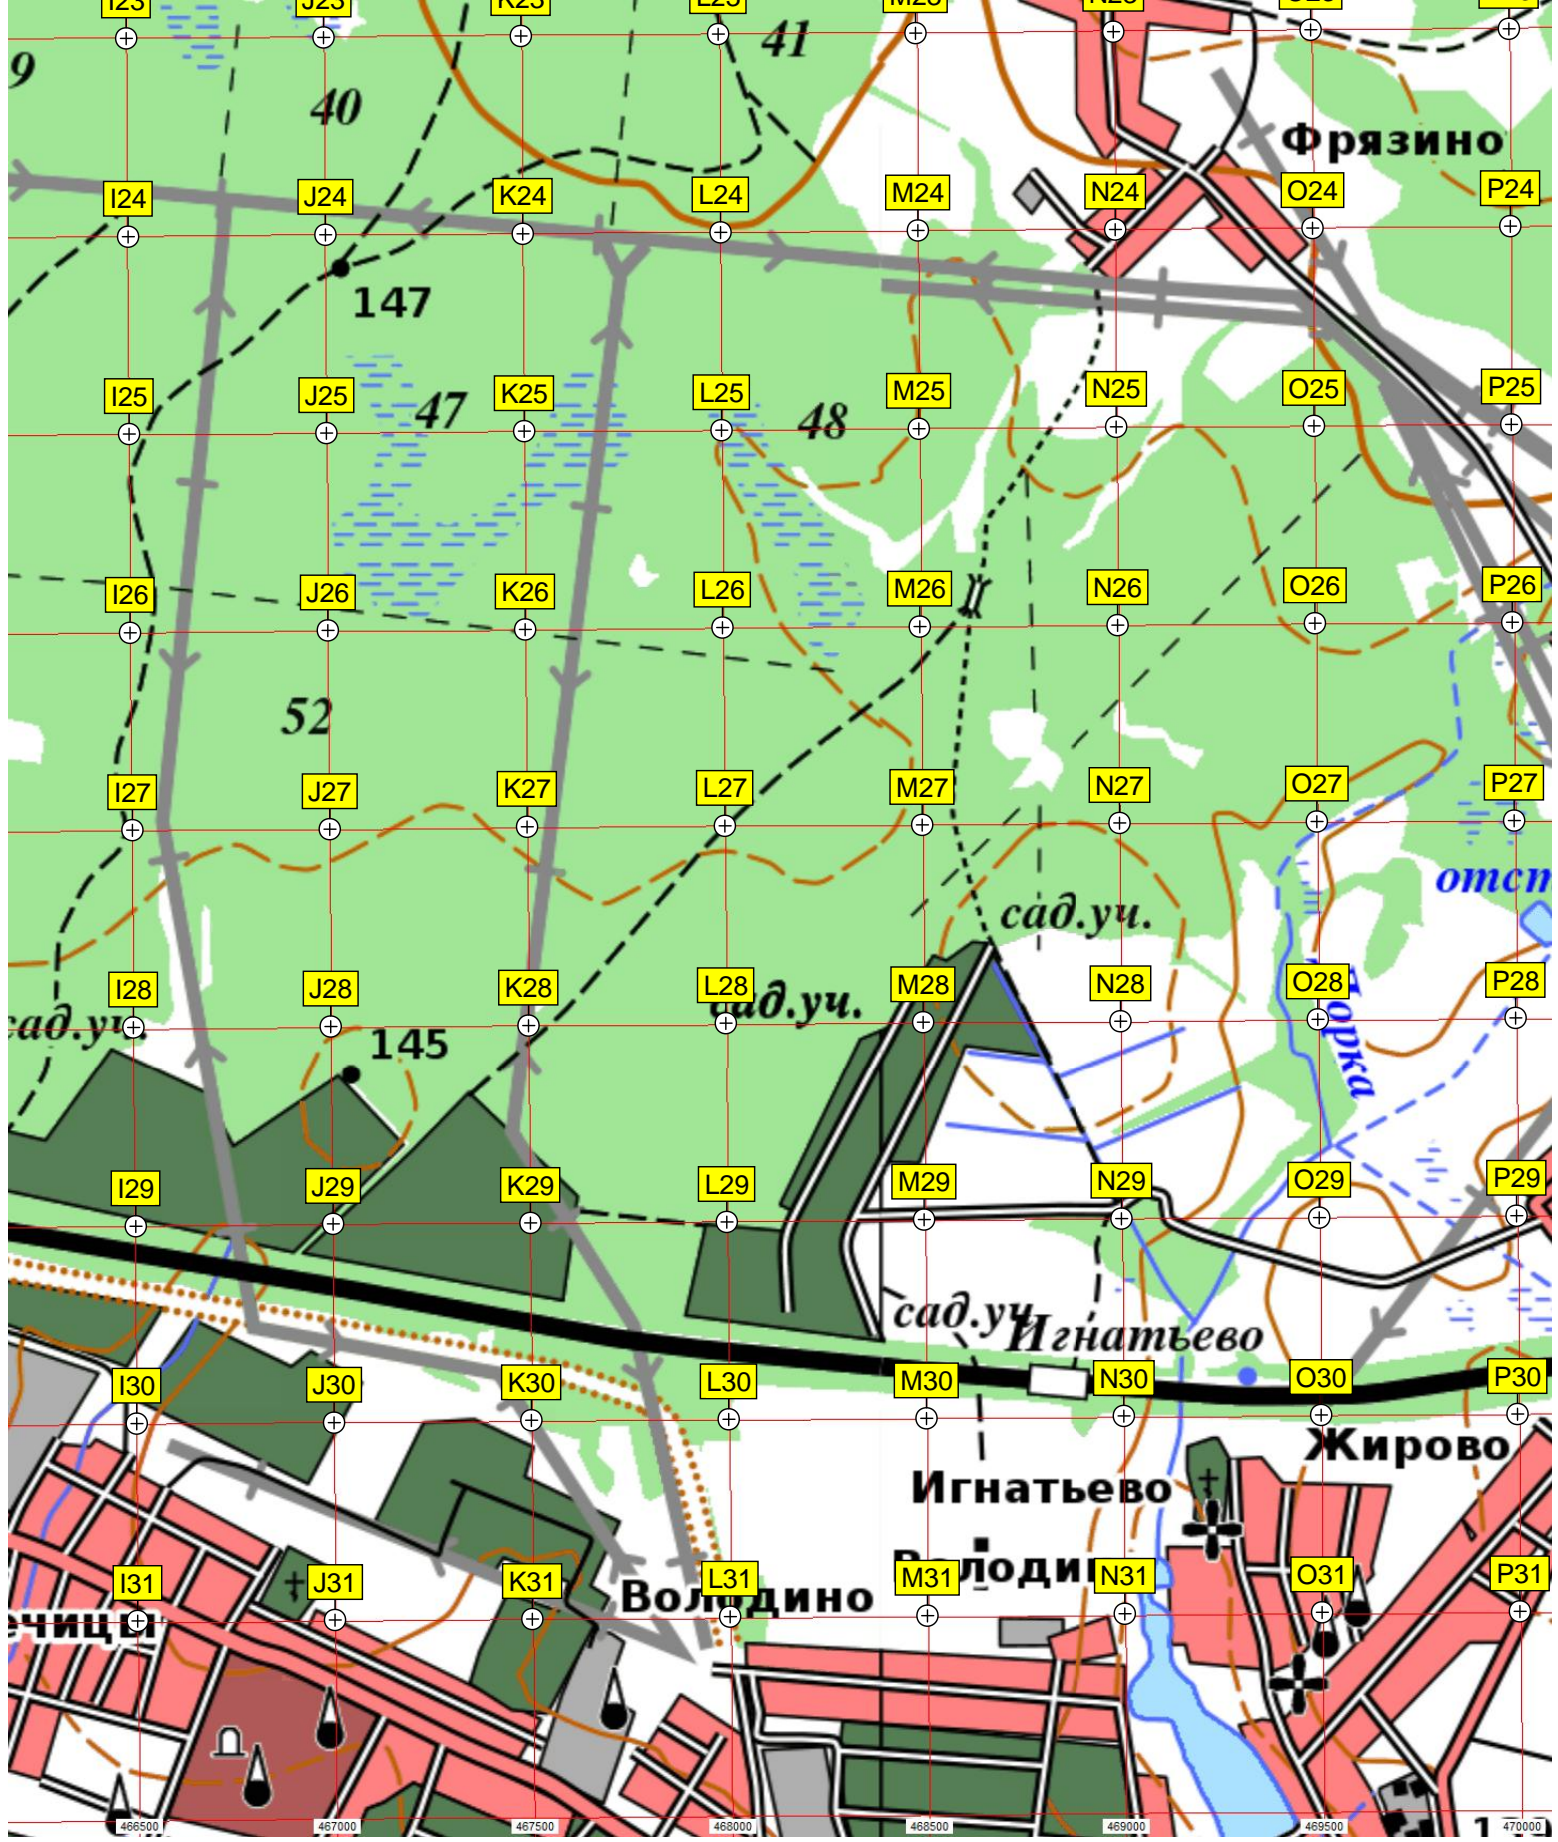 I23 J23 K23 L23 M23 N23
41
9
40
Фрязино
I24 J24 K24 L24 M24 N24 O24 P24
147
I25 J25 K25 L25 M25 N25 O25 P25
47
48
I26 J26 K26 L26 M26 N26 O26 P26
52
I27 J27 K27 L27 M27 N27 O27 P27
отст
сад.уч.
I28 J28 K28 L28 M28 N28 O28 P28
сад.уч.
сад.уч.
145
I29 J29 K29 L29 M29 N29 O29 P29
сад.уч.
Игнатьево
I30 J30 K30 L30 M30 N30 O30 P30
Жирово
Игнатьево
I31 J31 K31 L31 M31 N31 O31 P31
Володино
ечицы
466500 467000 467500 468000 468500 469000 469500 470000